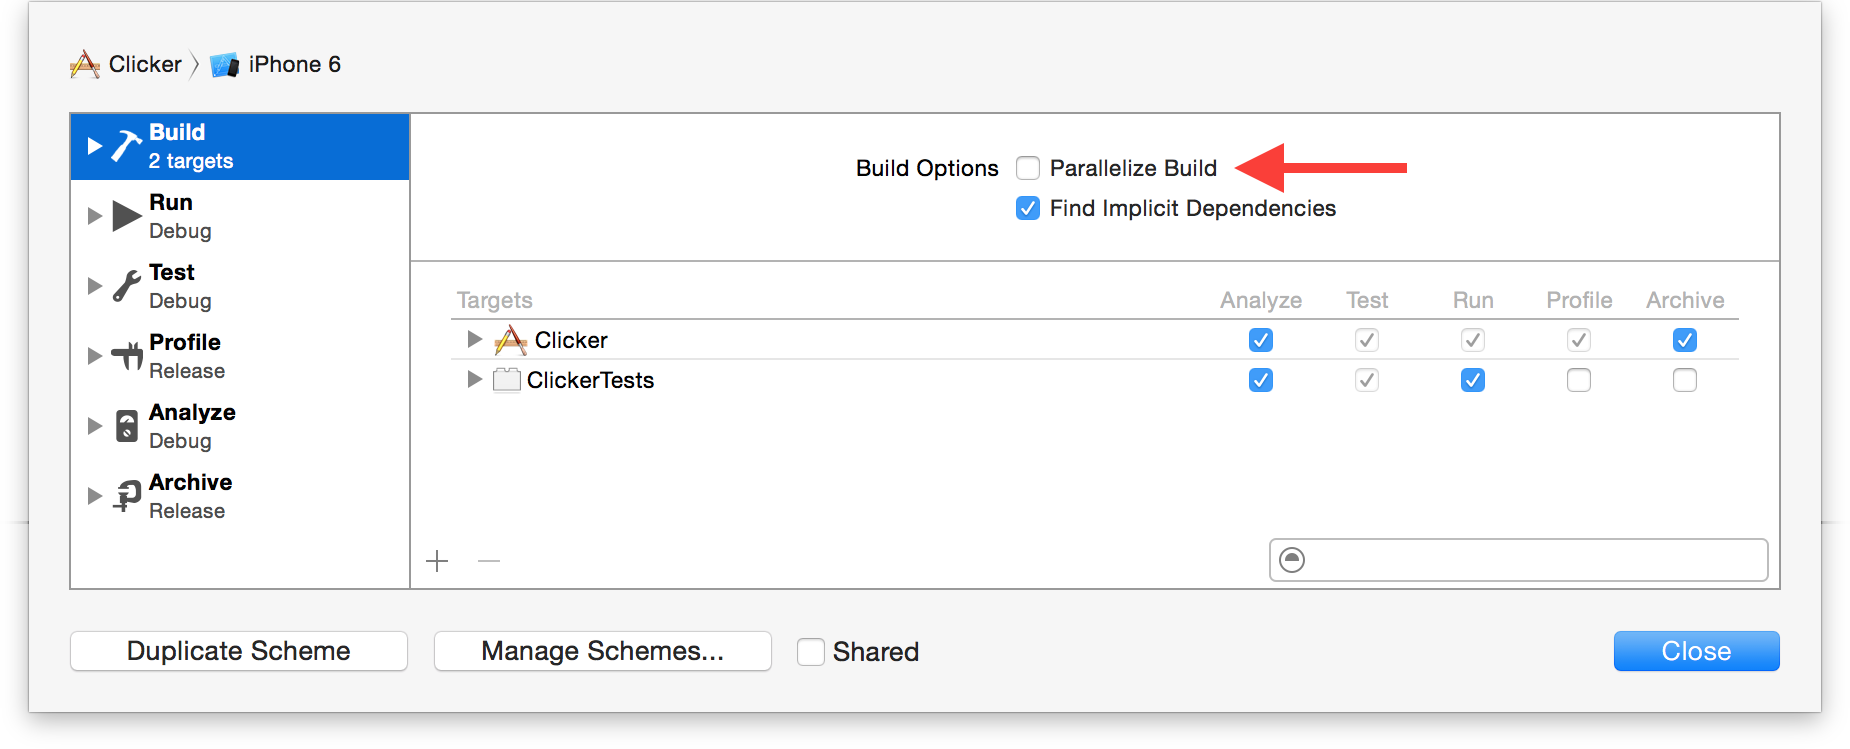 Clicker iPhone 6
Build
2 targets
Run
Debug
Test
Debug
Profile
Release
Analyze
Debug
Archive
Release
Build Options Parallelize Build
Find Implicit Dependencies
Targets Analyze Test Run Profile Archive
Clicker
ClickerTests
Duplicate Scheme Manage Schemes... Shared Close